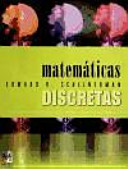 matemáticas
EDWARD R. SCHEINERMAN
DISCRETAS